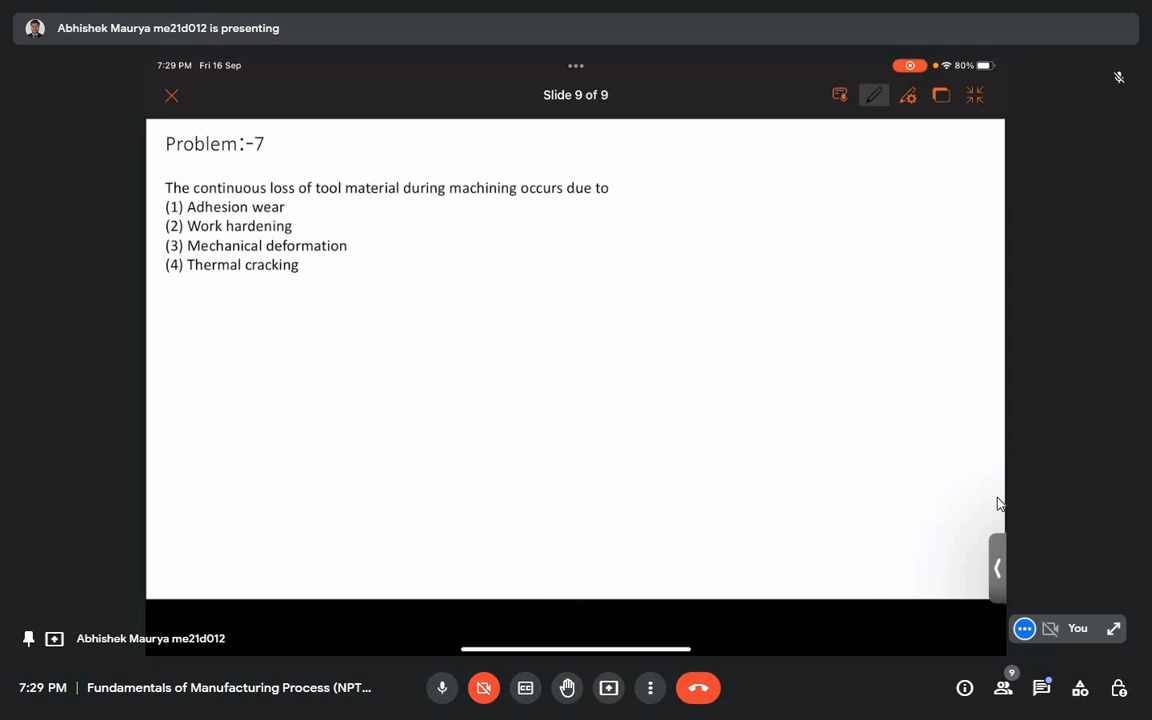 Abhishek Maurya me21d012 is presenting
7:29 PM Fri 16 Sep
80%
Slide 9 of 9
Problem:-7
The continuous loss of tool material during machining occurs due to
(1) Adhesion wear
(2) Work hardening
(3) Mechanical deformation
(4) Thermal cracking
Abhishek Maurya me21d012
You
7:29 PM | Fundamentals of Manufacturing Process (NPT...
9